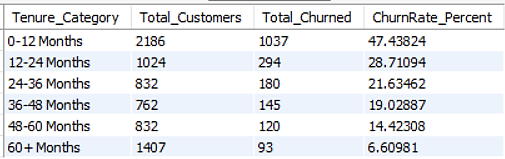 Tenure_Category Total_Customers Total_Churned ChurnRate_Percent
0-12 Months 2186 1037 47.43824
12-24 Months 1024 294 28.71094
24-36 Months 832 180 21.63462
36-48 Months 762 145 19.02887
48-60 Months 832 120 14.42308
60+ Months 1407 93 6.60981